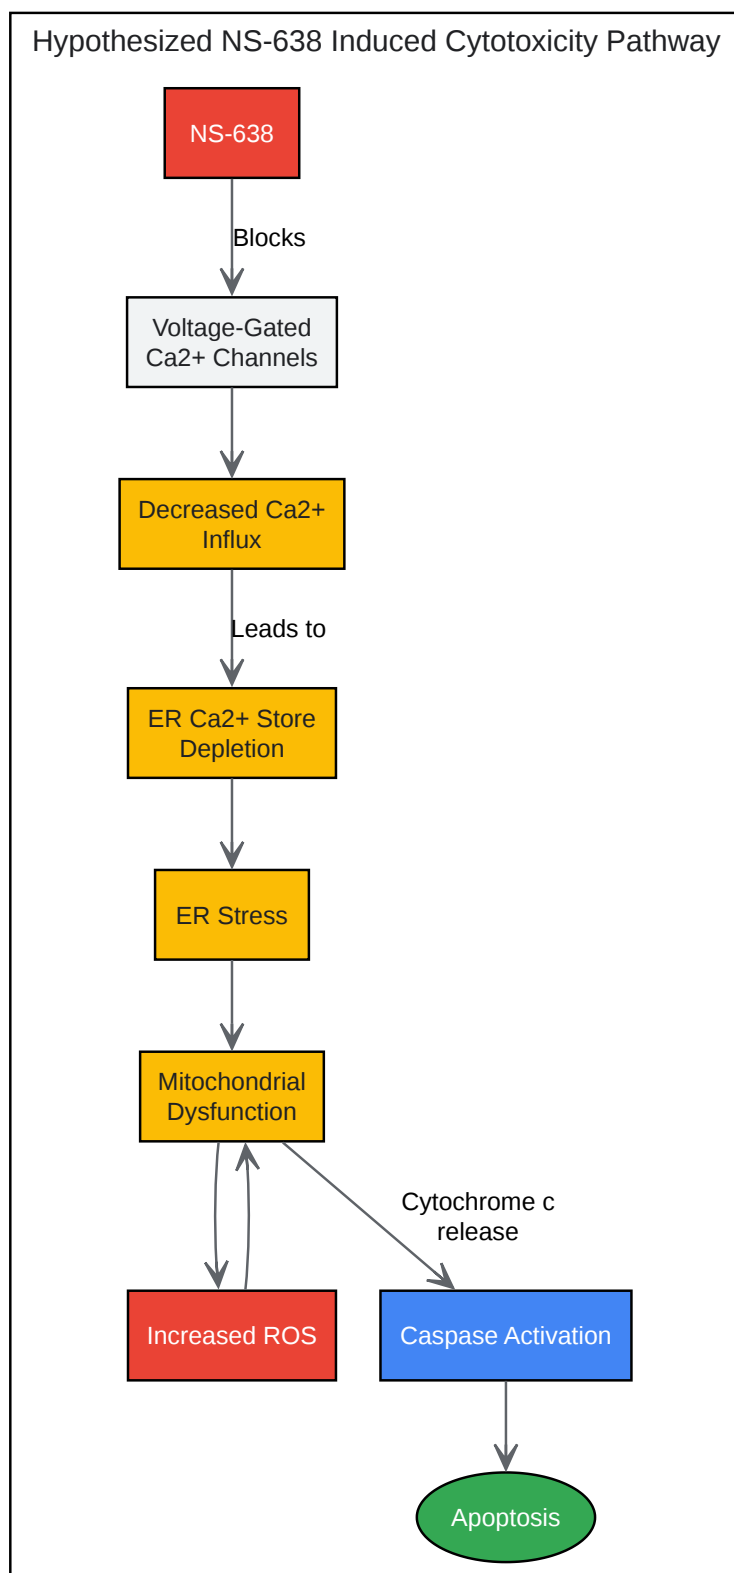 Hypothesized NS-638 Induced Cytotoxicity Pathway
NS-638
Blocks
Voltage-Gated
Ca2+ Channels
Decreased Ca2+
Influx
Leads to
ER Ca2+ Store
Depletion
ER Stress
Mitochondrial
Dysfunction
Cytochrome c
release
Increased ROS
Caspase Activation
Apoptosis